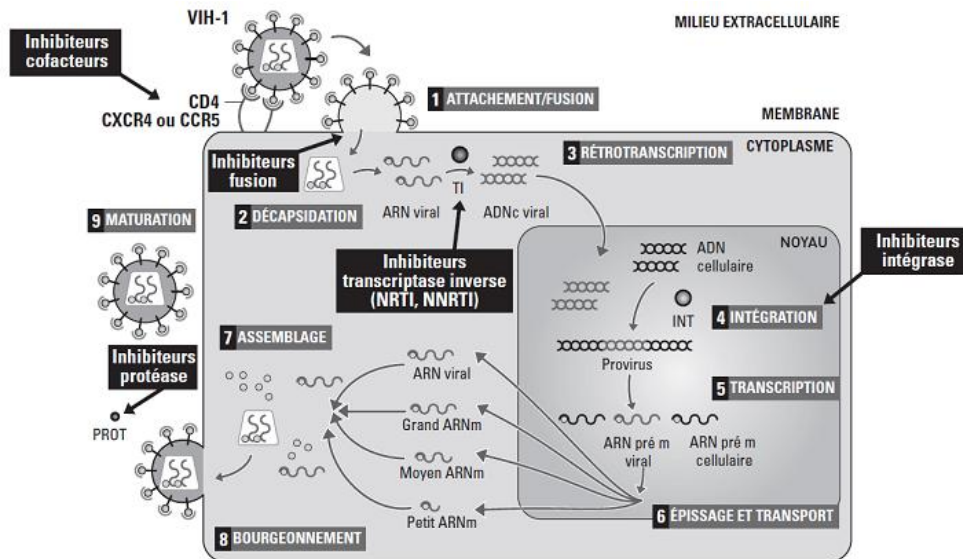 VIH-1
MILIEU EXTRACELLULAIRE
Inhibiteurs
cofacteurs
CD4
CXCR4 ou CCR5
1 ATTACHEMENT/FUSION
MEMBRANE
CYTOPLASME
Inhibiteurs
fusion
3 RÉTROTRANSCRIPTION
TI
2 DÉCAPSIDATION
ARN viral
ADNc viral
9 MATURATION
Inhibiteurs
transcriptase inverse
(NRTI, NNRTI)
NOYAU
ADN
cellulaire
Inhibiteurs
intégrase
INT
4 INTÉGRATION
7 ASSEMBLAGE
Inhibiteurs
protéase
PROT
ARN viral
Provirus
5 TRANSCRIPTION
Grand ARNm
ARN pré m
viral
ARN pré m
cellulaire
Moyen ARNm
Petit ARNm
6 ÉPISSAGE ET TRANSPORT
8 BOURGEONNEMENT